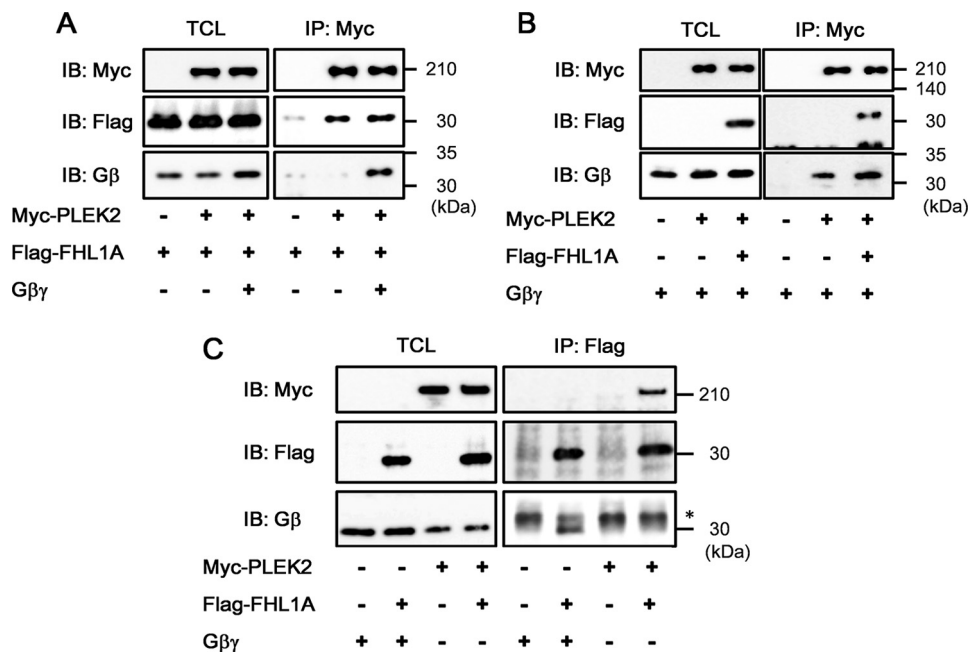 A
TCL IP: Myc
IB: Myc 210
IB: Flag 30
35
IB: Gβ
30
(kDa)
Myc-PLEK2 - + + - + +
Flag-FHL1A + + + + + +
Gβγ - - + - - +
B
TCL IP: Myc
IB: Myc 210
140
IB: Flag 30
35
IB: Gβ
30
(kDa)
Myc-PLEK2 - + + - + +
Flag-FHL1A - - + - - +
Gβγ + + + + + +
C
TCL IP: Flag
IB: Myc 210
IB: Flag 30
IB: Gβ *
30
(kDa)
Myc-PLEK2 - - + + - - + +
Flag-FHL1A - + - + - + - +
Gβγ + + - - + + - -